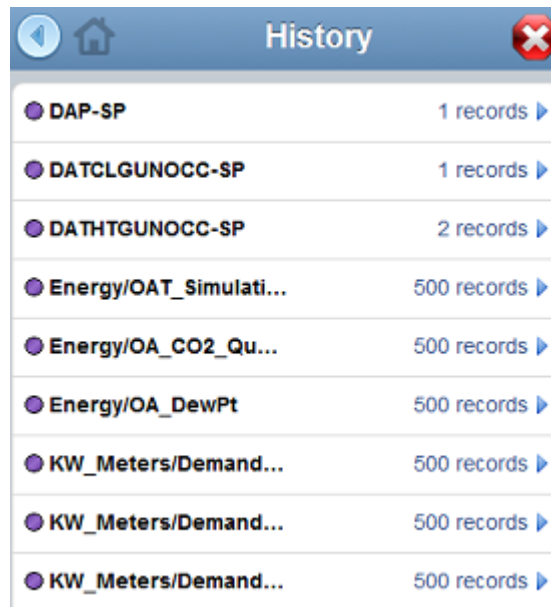 History
DAP-SP 1 records
DATCLGUNOCC-SP 1 records
DATHTGUNOCC-SP 2 records
Energy/OAT_Simulati... 500 records
Energy/OA_CO2_Qu... 500 records
Energy/OA_DewPt 500 records
KW_Meters/Demand... 500 records
KW_Meters/Demand... 500 records
KW_Meters/Demand... 500 records